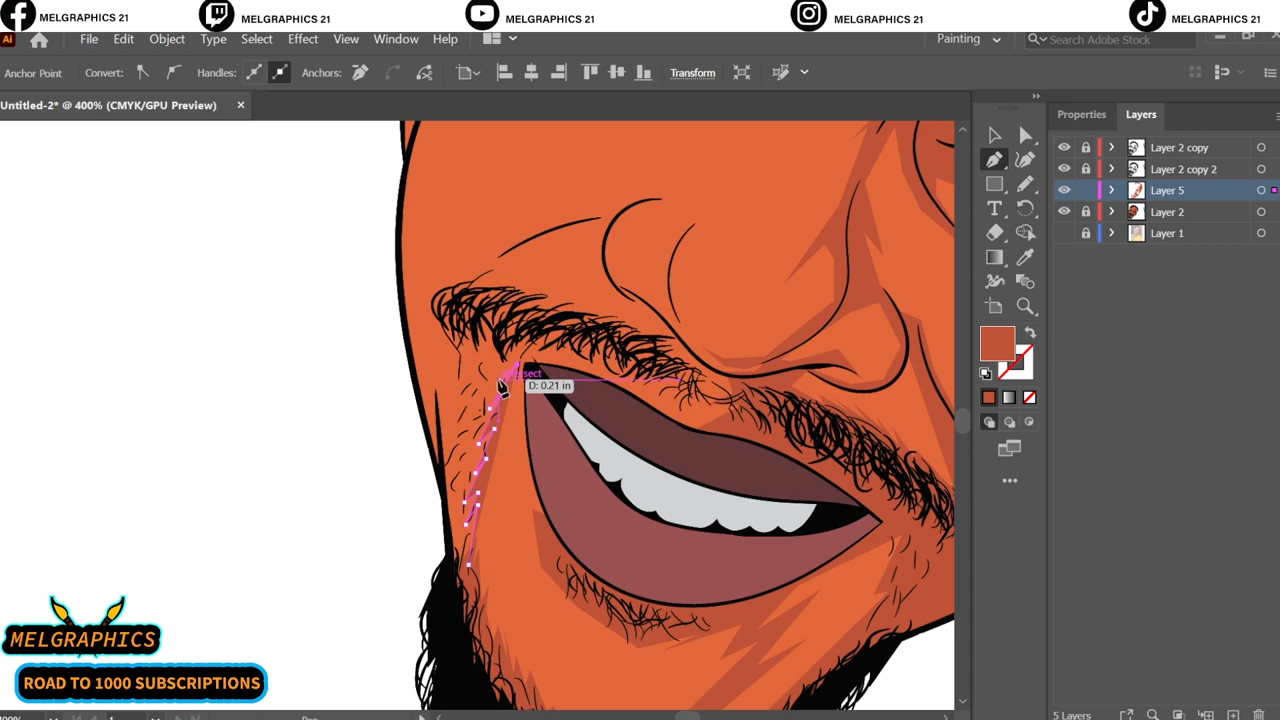 MELGRAPHICS 21
MELGRAPHICS 21
MELGRAPHICS 21
MELGRAPHICS 21
MELGRAPHICS 21
Ai
File Edit Object Type Select Effect View Window Help
Painting
Search Adobe Stock
Anchor Point
Convert:
Handles:
Anchors:
Transform
Untitled-2* @ 400% (CMYK/GPU Preview)
Properties
Layers
Layer 2 copy
Layer 2 copy 2
Layer 5
Layer 2
Layer 1
D: 0.21 in
MELGRAPHICS
ROAD TO 1000 SUBSCRIPTIONS
5 Layers